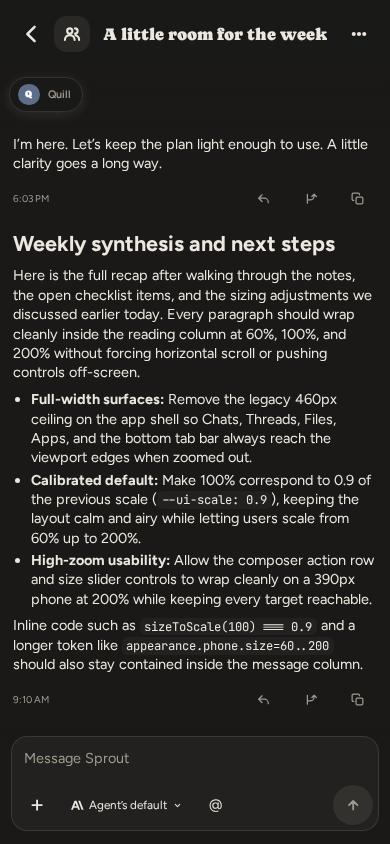 A little room for the week
Q Quill
I'm here. Let's keep the plan light enough to use. A little
clarity goes a long way.
6:03 PM
Weekly synthesis and next steps
Here is the full recap after walking through the notes,
the open checklist items, and the sizing adjustments we
discussed earlier today. Every paragraph should wrap
cleanly inside the reading column at 60%, 100%, and
200% without forcing horizontal scroll or pushing
controls off-screen.
• Full-width surfaces: Remove the legacy 460px
ceiling on the app shell so Chats, Threads, Files,
Apps, and the bottom tab bar always reach the
viewport edges when zoomed out.
• Calibrated default: Make 100% correspond to 0.9 of
the previous scale ( --ui-scale: 0.9 ), keeping the
layout calm and airy while letting users scale from
60% up to 200%.
• High-zoom usability: Allow the composer action row
and size slider controls to wrap cleanly on a 390px
phone at 200% while keeping every target reachable.
Inline code such as sizeToScale(100) === 0.9 and a
longer token like appearance.phone.size=60..200
should also stay contained inside the message column.
9:10 AM
Message Sprout
+ A\ Agent's default @